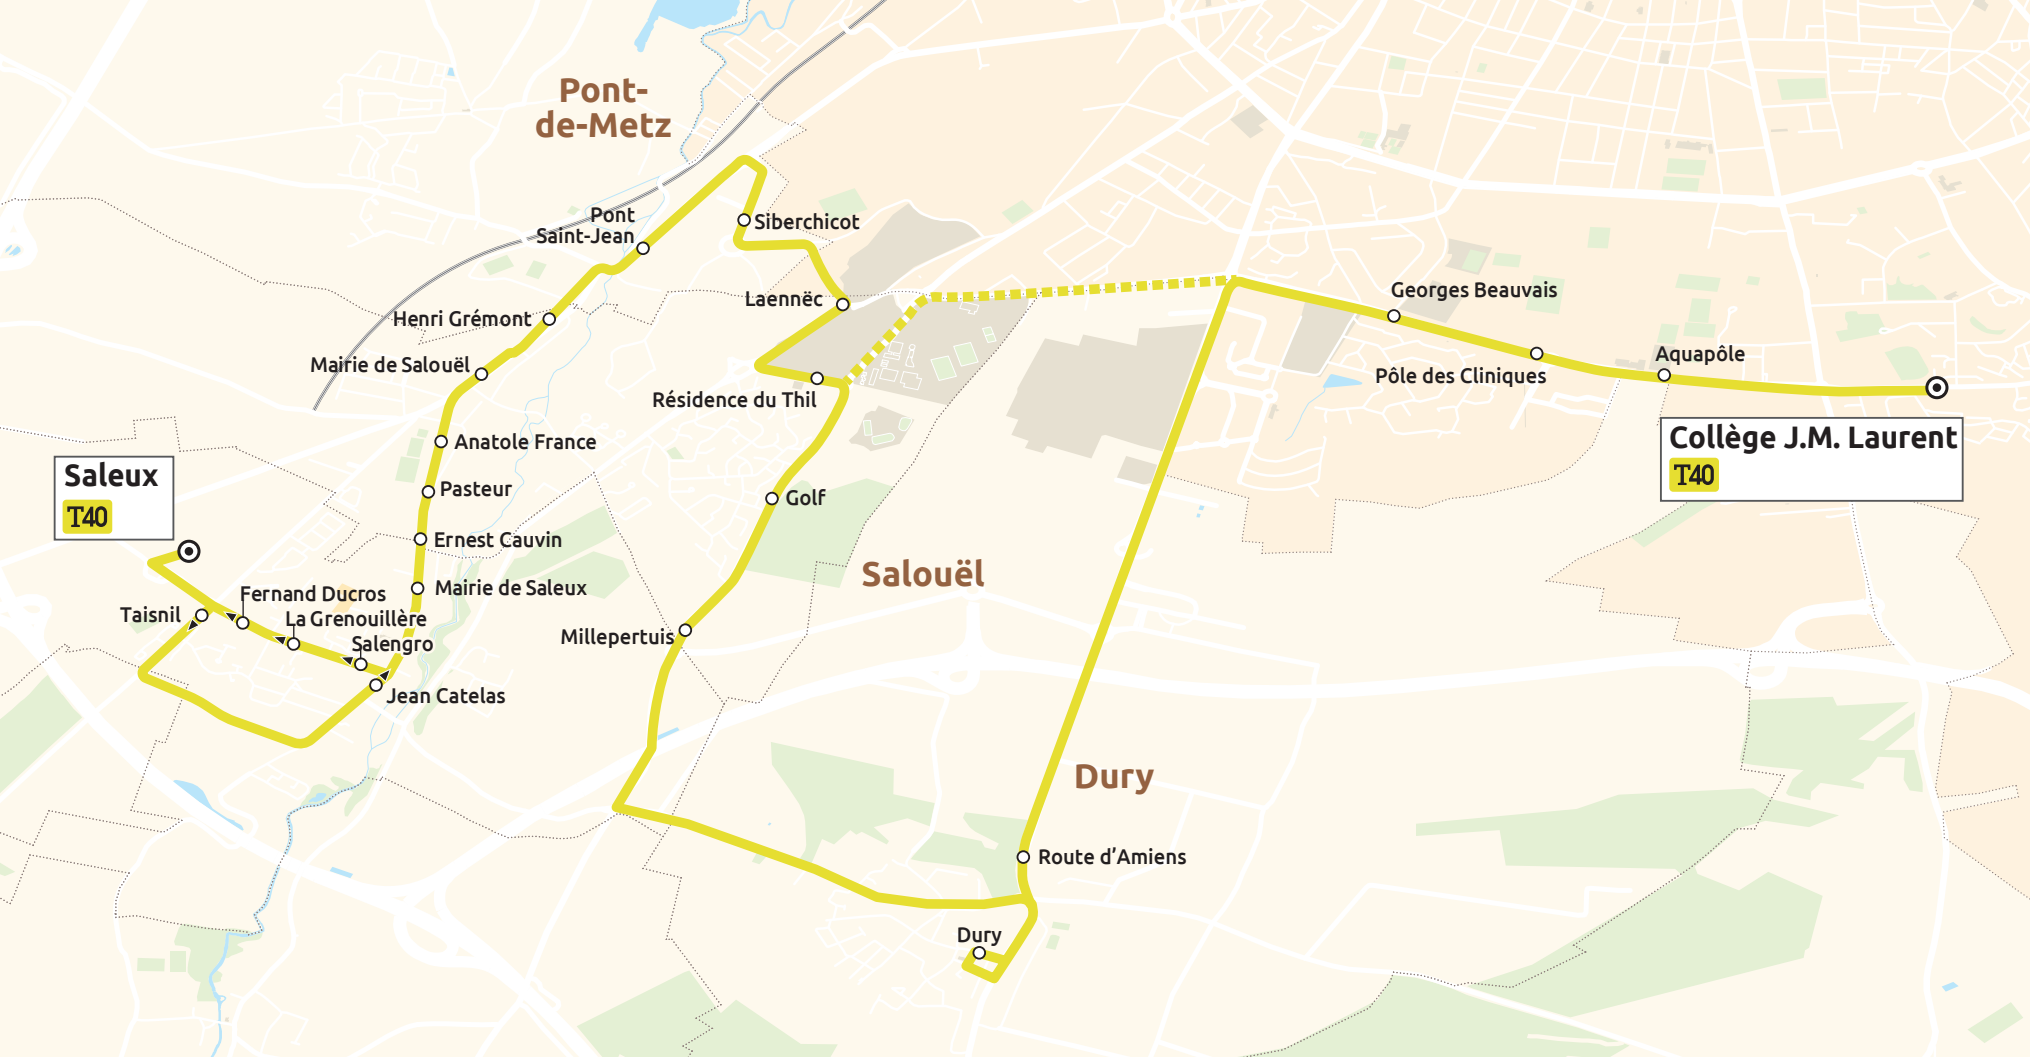 Pont-
de-Metz
Pont
Saint-Jean
Siberchicot
Laennëc
Georges Beauvais
Henri Grémont
Mairie de Salouël
Aquapôle
Pôle des Cliniques
Résidence du Thil
Anatole France
Collège J.M. Laurent
T40
Saleux
T40
Pasteur
Golf
Ernest Cauvin
Salouël
Mairie de Saleux
Fernand Ducros
Taisnil
La Grenouillère
Salengro
Millepertuis
Jean Catelas
Dury
Route d’Amiens
Dury